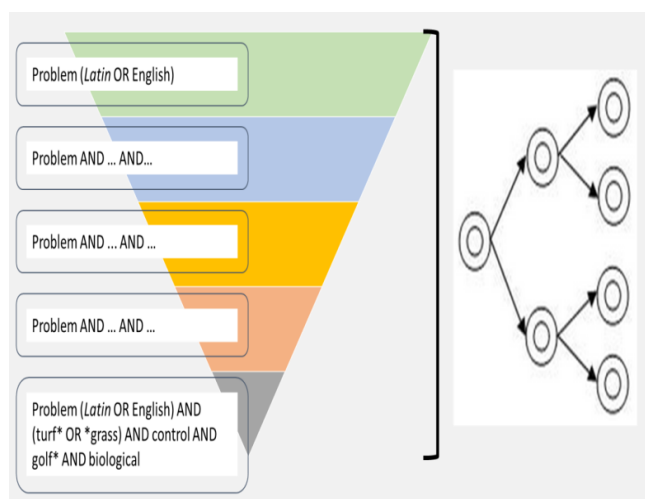 Problem (Latin OR English)
Problem AND ... AND...
Problem AND ... AND ...
Problem AND ... AND ...
Problem (Latin OR English) AND
(turf* OR *grass) AND control AND
golf* AND biological